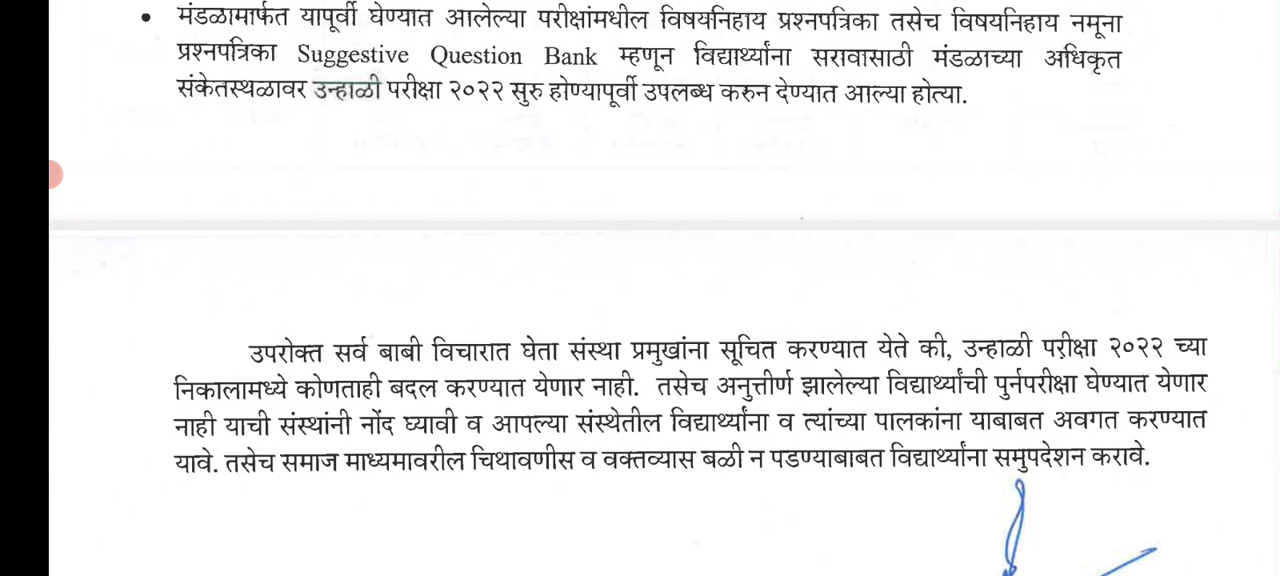 • मंडळामार्फत यापूर्वी घेण्यात आलेल्या परीक्षांमधील विषयनिहाय प्रश्नपत्रिका तसेच विषयनिहाय नमूना
प्रश्नपत्रिका Suggestive Question Bank म्हणून विद्यार्थ्यांना सरावासाठी मंडळाच्या अधिकृत
संकेतस्थळावर उन्हाळी परीक्षा २०२२ सुरु होण्यापूर्वी उपलब्ध करुन देण्यात आल्या होत्या.
उपरोक्त सर्व बाबी विचारात घेता संस्था प्रमुखांना सूचित करण्यात येते की, उन्हाळी परीक्षा २०२२ च्या
निकालामध्ये कोणताही बदल करण्यात येणार नाही. तसेच अनुत्तीर्ण झालेल्या विद्यार्थ्यांची पुर्नपरीक्षा घेण्यात येणार
नाही याची संस्थांनी नोंद घ्यावी व आपल्या संस्थेतील विद्यार्थ्यांना व त्यांच्या पालकांना याबाबत अवगत करण्यात
यावे. तसेच समाज माध्यमावरील चिथावणीस व वक्तव्यास बळी न पडण्याबाबत विद्यार्थ्यांना समुपदेशन करावे.